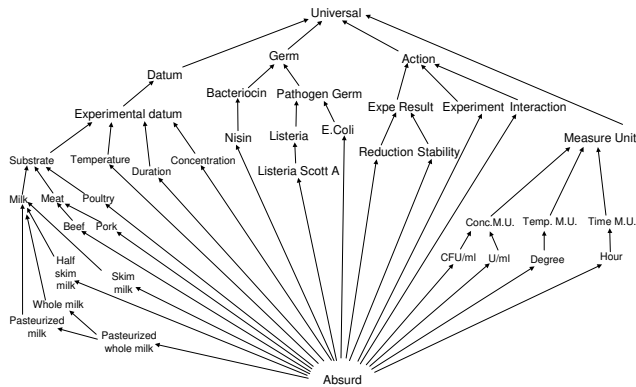 Universal
Germ
Action
Datum
Bacteriocin
Pathogen Germ
Experimental datum
Expe Result
Experiment
Interaction
Nisin
Listeria
E.Coli
Measure Unit
Substrate
Temperature
Duration
Concentration
Listeria Scott A
Reduction
Stability
Milk
Meat
Poultry
Beef
Pork
Conc.M.U.
Temp. M.U.
Time M.U.
Half
skim
milk
Skim
milk
CFU/ml
U/ml
Degree
Hour
Whole milk
Pasteurized
milk
Pasteurized
whole milk
Absurd